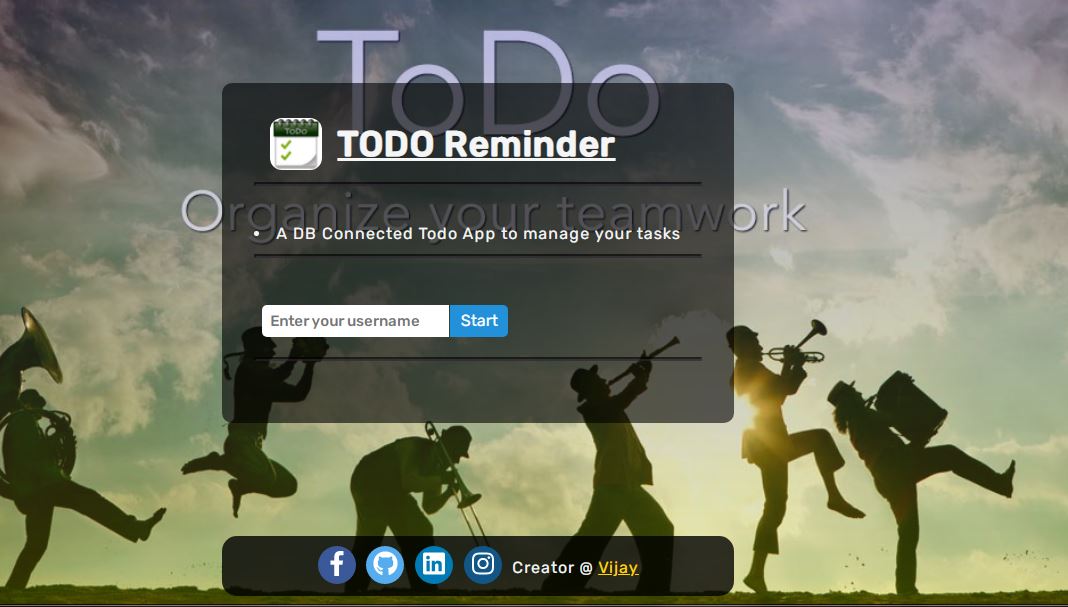 ToDo
ToDo
TODO Reminder
Organize your teamwork
A DB Connected Todo App to manage your tasks
Enter your username
Start
Creator @ Vijay